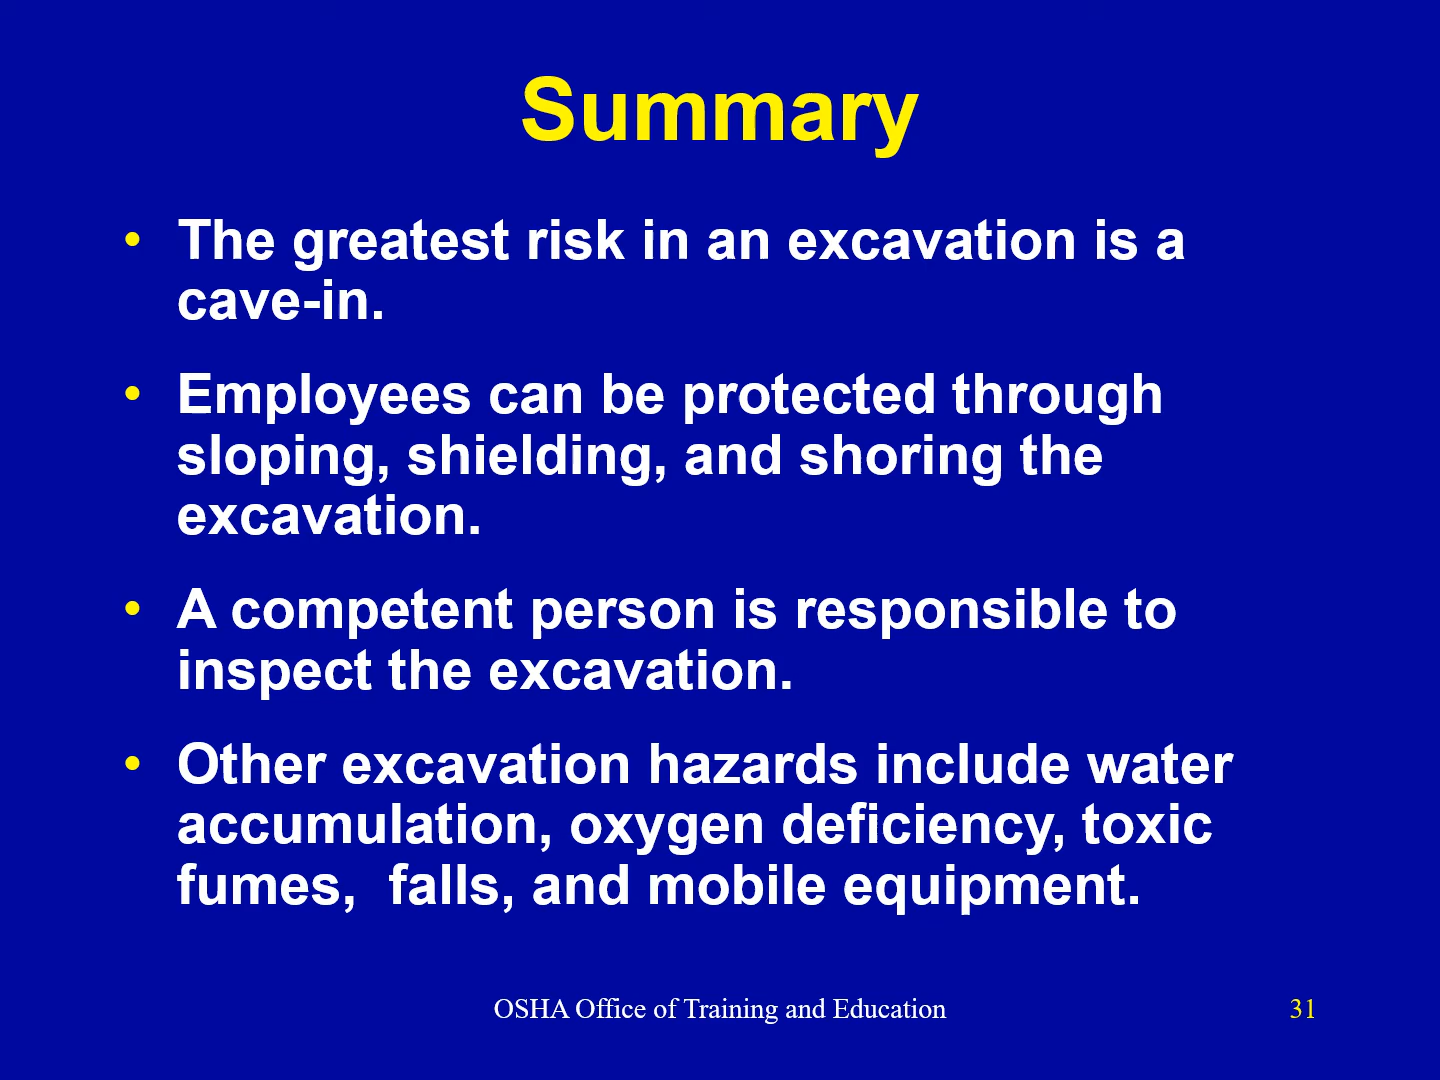 Summary
• The greatest risk in an excavation is a
cave-in.
• Employees can be protected through
sloping, shielding, and shoring the
excavation.
• A competent person is responsible to
inspect the excavation.
• Other excavation hazards include water
accumulation, oxygen deficiency, toxic
fumes,  falls, and mobile equipment.
OSHA Office of Training and Education
31